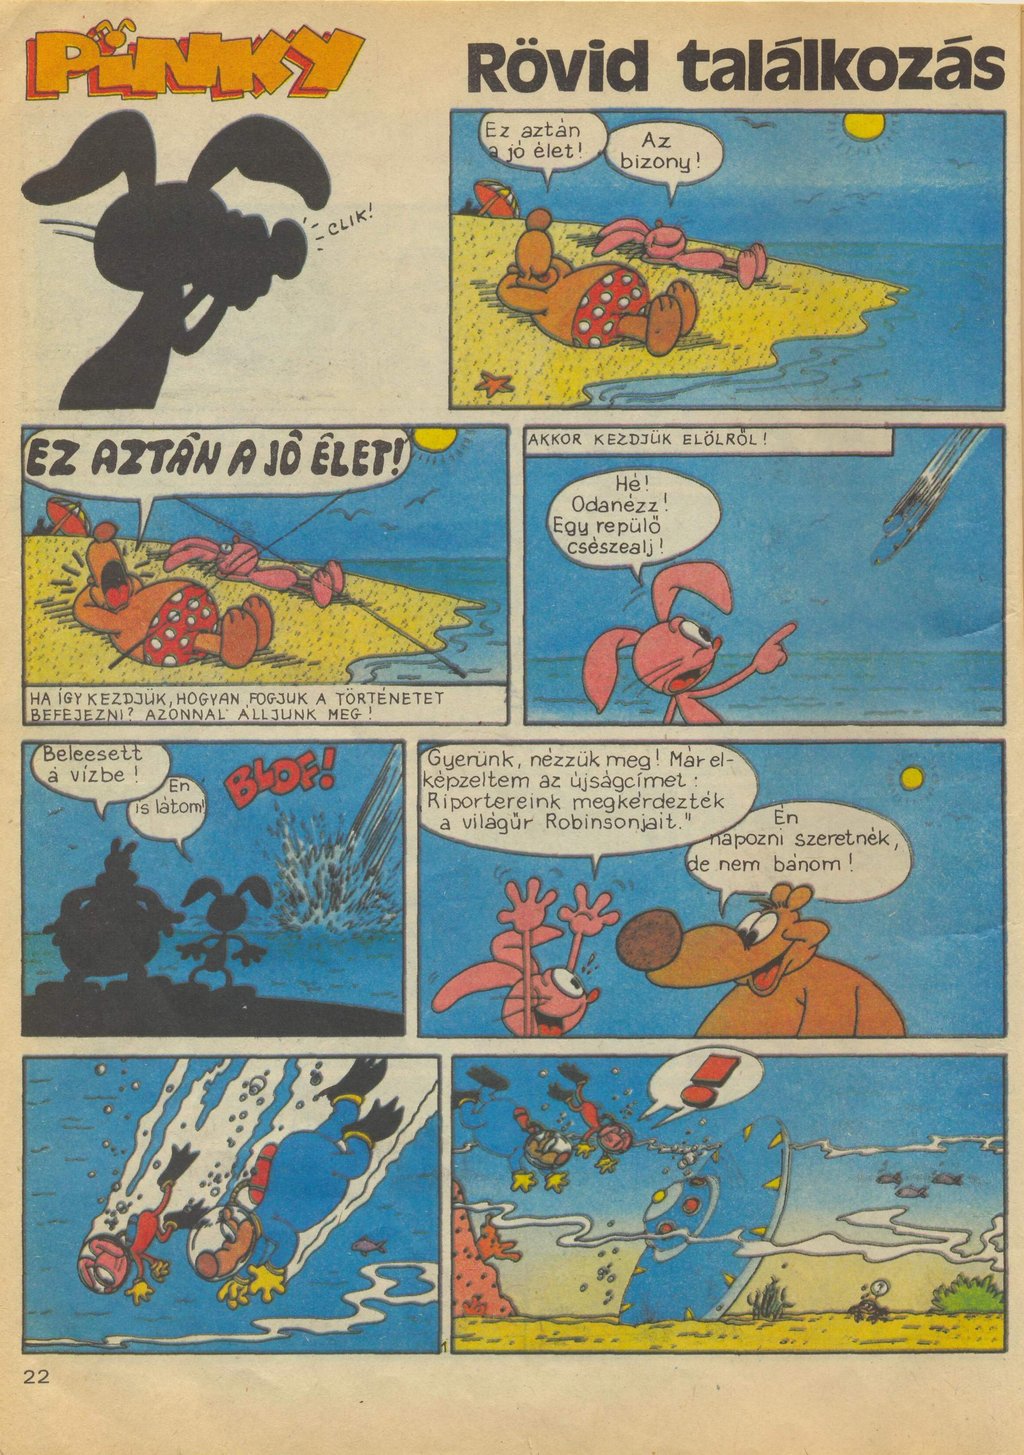 PINKY
Rövid találkozás
CLIK!
Ez aztán
a jó élet!
Az
bizony!
EZ AZTÁN A JÓ ÉLET!
HA ÍGY KEZDJÜK, HOGYAN FOGJUK A TÖRTÉNETET
BEFEJEZNI? AZONNAL ÁLLJUNK MEG!
AKKOR KEZDJÜK ELÖLRŐL!
Hé!
Odanézz!
Egy repülő
csészealj!
Beleesett
a vízbe!
Én
is látom!
BLOF!
Gyerünk, nézzük meg! Már el-
képzeltem az újságcímet:
Riportereink megkérdezték
a világűr Robinsonjait."
Én
napozni szeretnék,
de nem bánom!
!
?
1
22